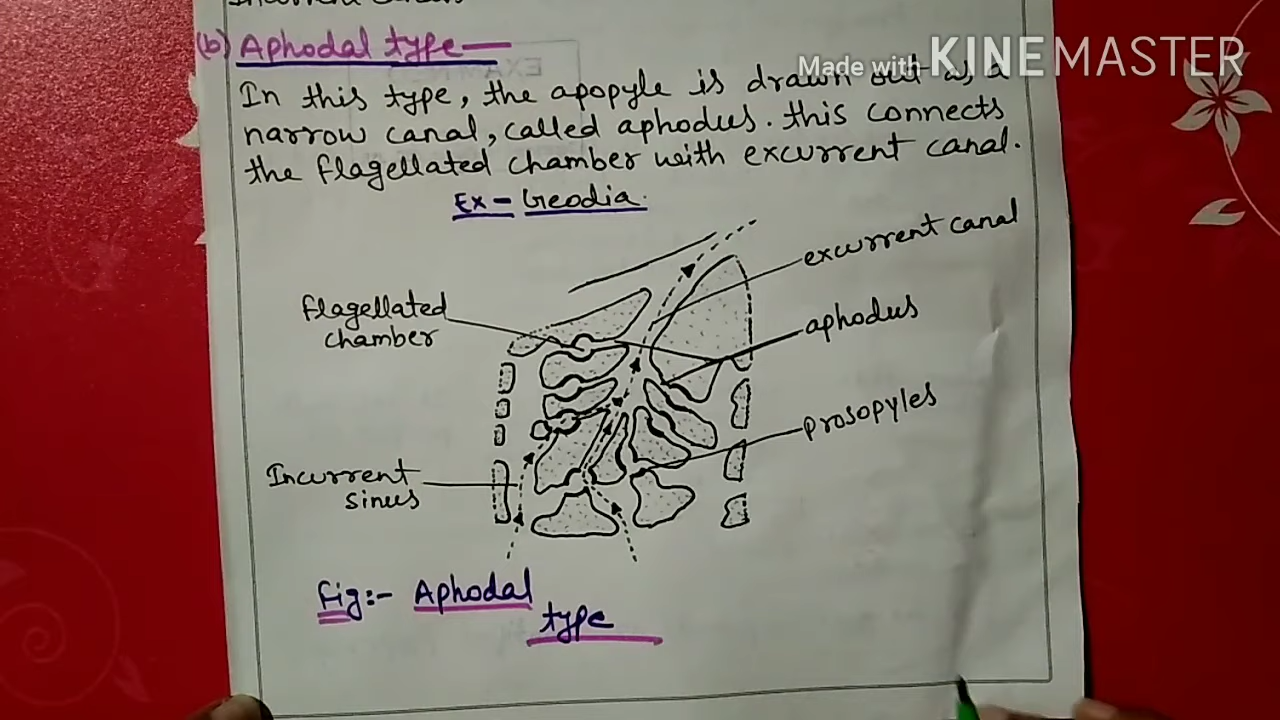 (b) Aphodal type—
Made with KINEMASTER
In this type, the apopyle is drawn out as a
narrow canal, called aphodus. this connects
the flagellated chamber with excurrent canal.
Ex - Geodia.
excurrent canal
flagellated
chamber
aphodus
prosopyles
Incurrent
sinus
Fig:- Aphodal
type